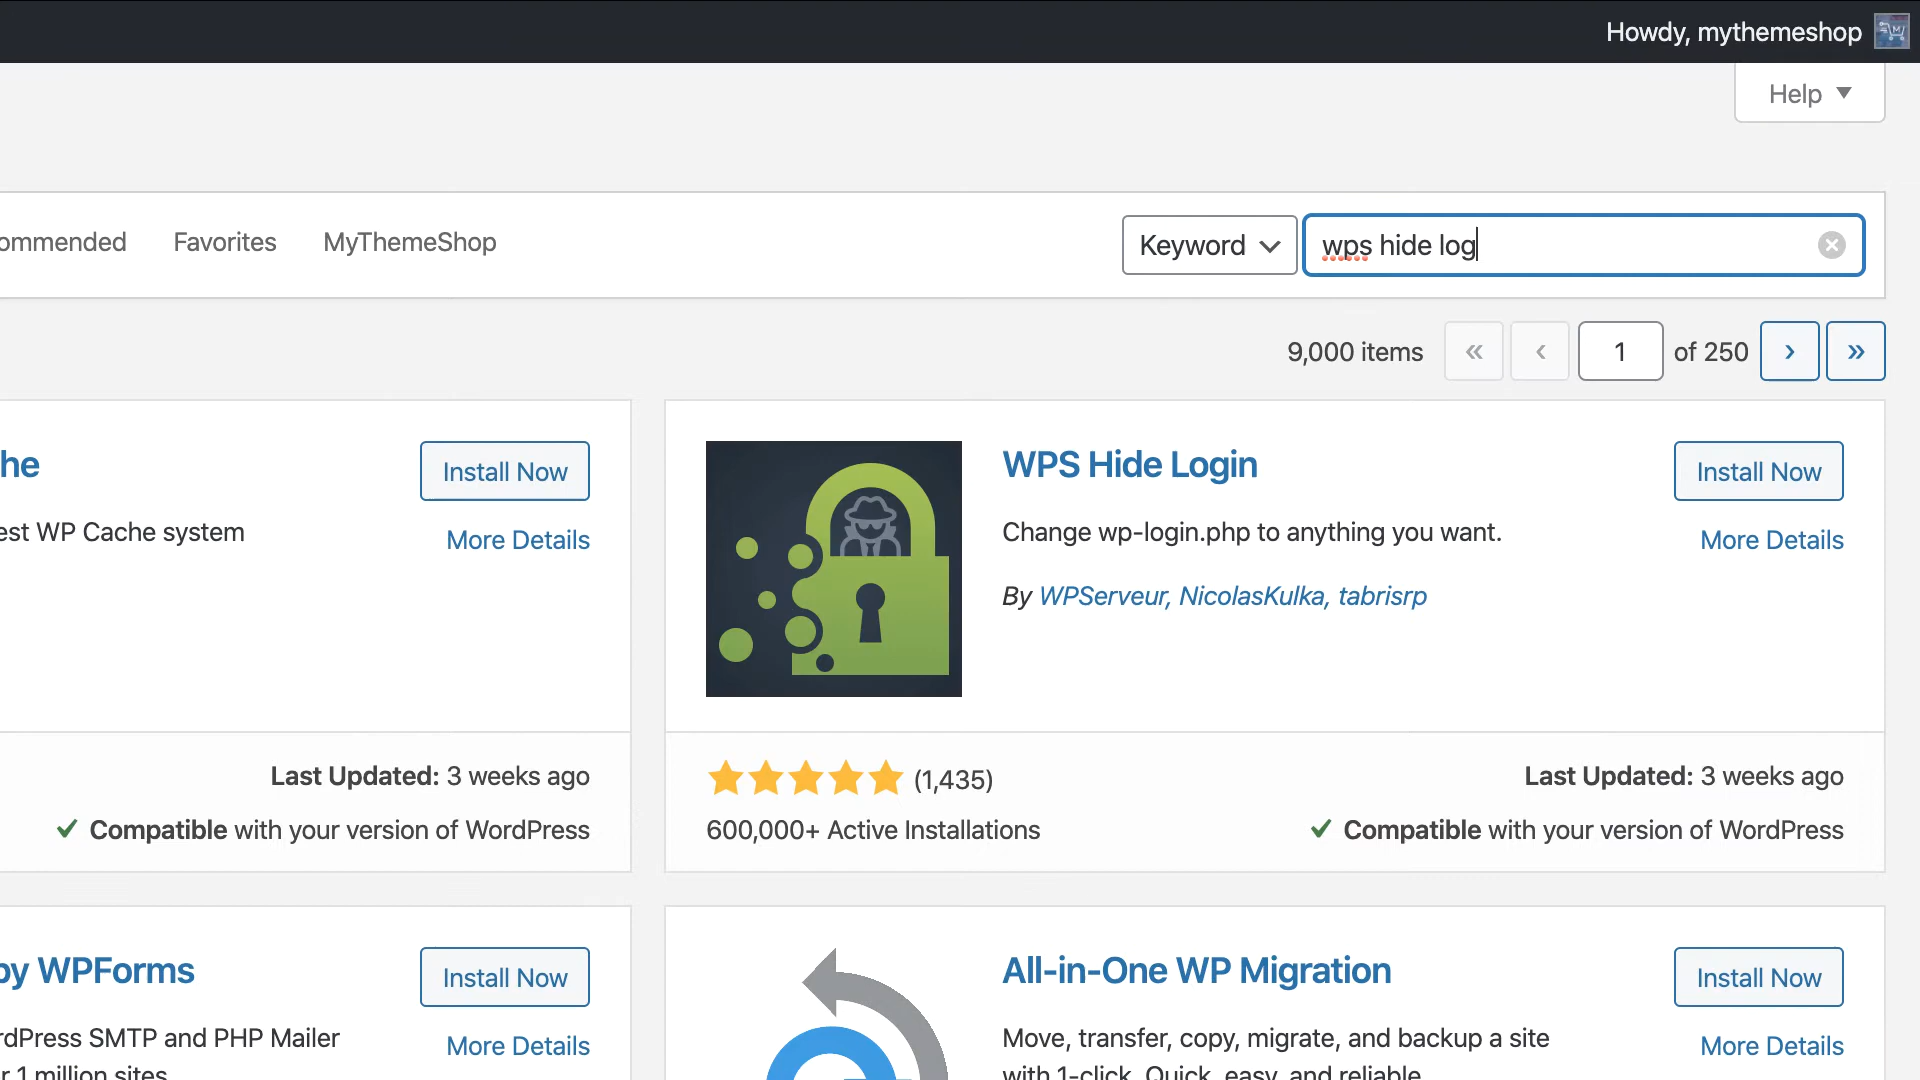 Howdy, mythemeshop
Help
ommended Favorites MyThemeShop
Keyword wps hide log
9,000 items « ‹ 1 of 250 › »
he
Install Now
est WP Cache system
More Details
Last Updated: 3 weeks ago
Compatible with your version of WordPress
WPS Hide Login
Install Now
Change wp-login.php to anything you want.
More Details
By WPServeur, NicolasKulka, tabrisrp
(1,435)
Last Updated: 3 weeks ago
600,000+ Active Installations
Compatible with your version of WordPress
by WPForms
Install Now
rdPress SMTP and PHP Mailer
More Details
r 1 million sites
All-in-One WP Migration
Install Now
Move, transfer, copy, migrate, and backup a site
More Details
with 1-click. Quick, easy, and reliable.